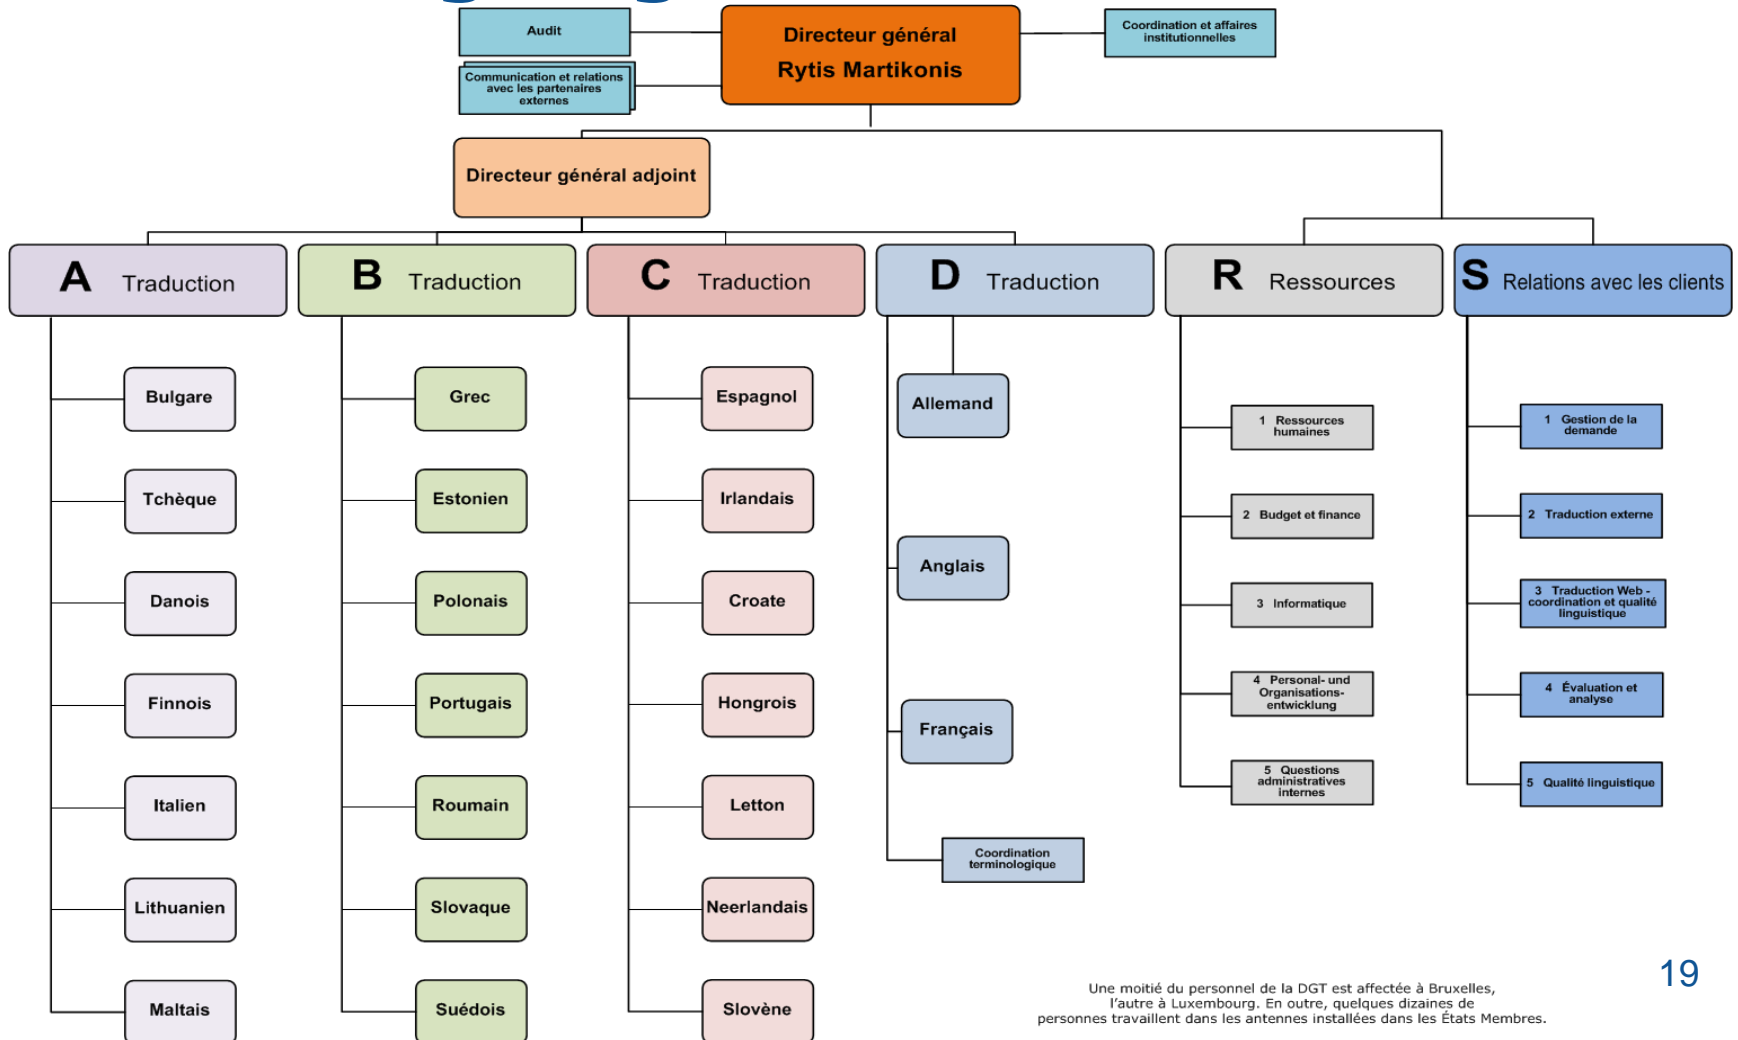 Audit
Directeur général
Rytis Martikonis
Coordination et affaires
institutionnelles
Communication et relations
avec les partenaires
externes
Directeur général adjoint
A Traduction
B Traduction
C Traduction
D Traduction
R Ressources
S Relations avec les clients
Bulgare
Tchèque
Danois
Finnois
Italien
Lithuanien
Maltais
Grec
Estonien
Polonais
Portugais
Roumain
Slovaque
Suédois
Espagnol
Irlandais
Croate
Hongrois
Letton
Neerlandais
Slovène
Allemand
Anglais
Français
Coordination
terminologique
1 Ressources
humaines
2 Budget et finance
3 Informatique
4 Personal- und
Organisations-
entwicklung
5 Questions
administratives
internes
1 Gestion de la
demande
2 Traduction externe
3 Traduction Web -
coordination et qualité
linguistique
4 Évaluation et
analyse
5 Qualité linguistique
Une moitié du personnel de la DGT est affectée à Bruxelles,
l'autre à Luxembourg. En outre, quelques dizaines de
personnes travaillent dans les antennes installées dans les États Membres.
19